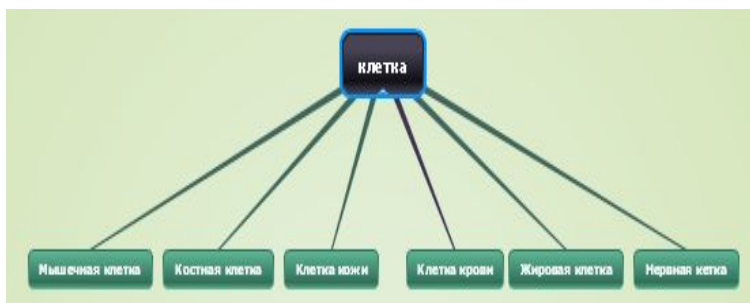 клетка
Мышечная клетка
Костная клетка
Клетка кожи
Клетка крови
Жировая клетка
Нервная кетка